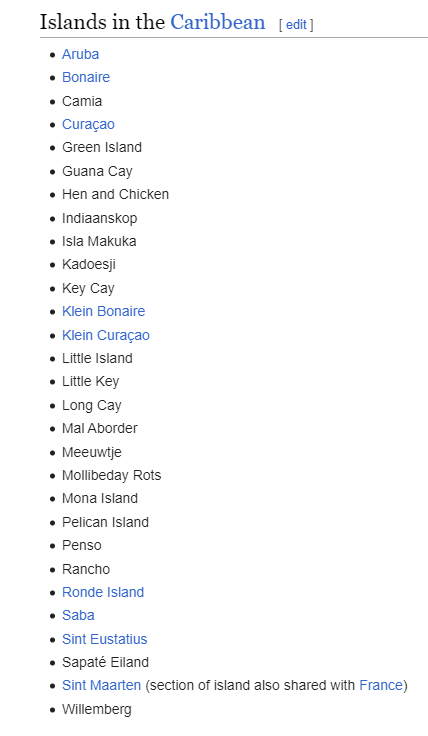 Islands in the Caribbean [ edit ]
• Aruba
• Bonaire
• Camia
• Curaçao
• Green Island
• Guana Cay
• Hen and Chicken
• Indiaanskop
• Isla Makuka
• Kadoesji
• Key Cay
• Klein Bonaire
• Klein Curaçao
• Little Island
• Little Key
• Long Cay
• Mal Aborder
• Meeuwtje
• Mollibeday Rots
• Mona Island
• Pelican Island
• Penso
• Rancho
• Ronde Island
• Saba
• Sint Eustatius
• Sapaté Eiland
• Sint Maarten (section of island also shared with France)
• Willemberg